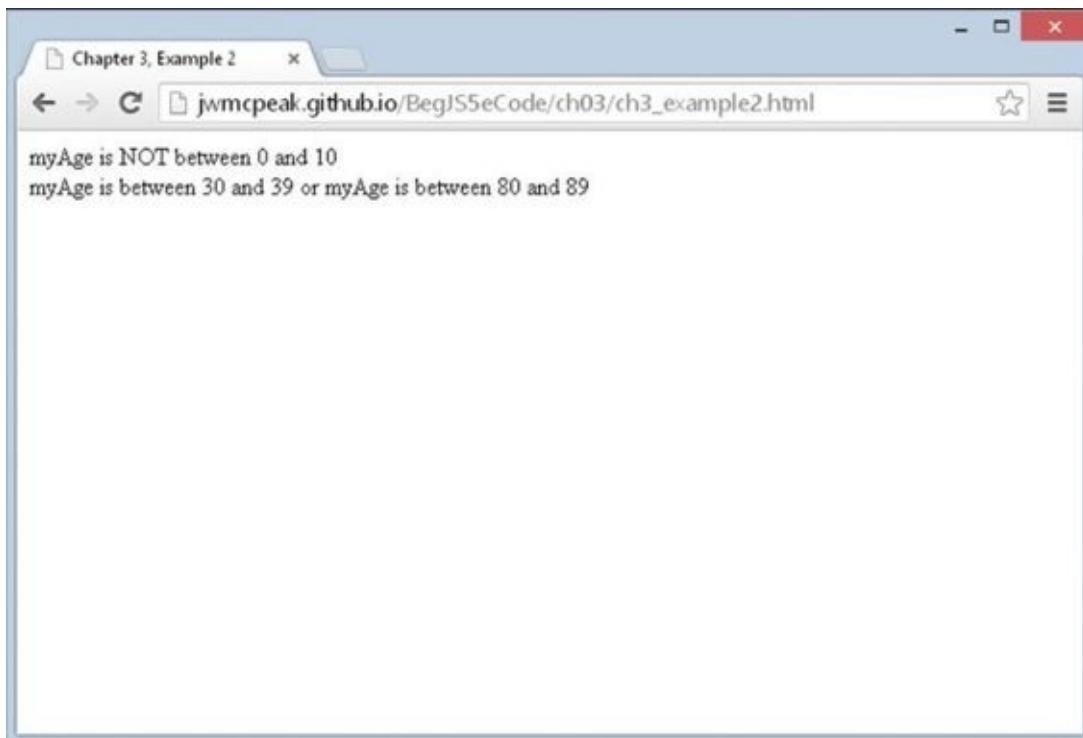 Chapter 3, Example 2
jwmcpeak.github.io/BegJS5eCode/ch03/ch3_example2.html
myAge is NOT between 0 and 10
myAge is between 30 and 39 or myAge is between 80 and 89